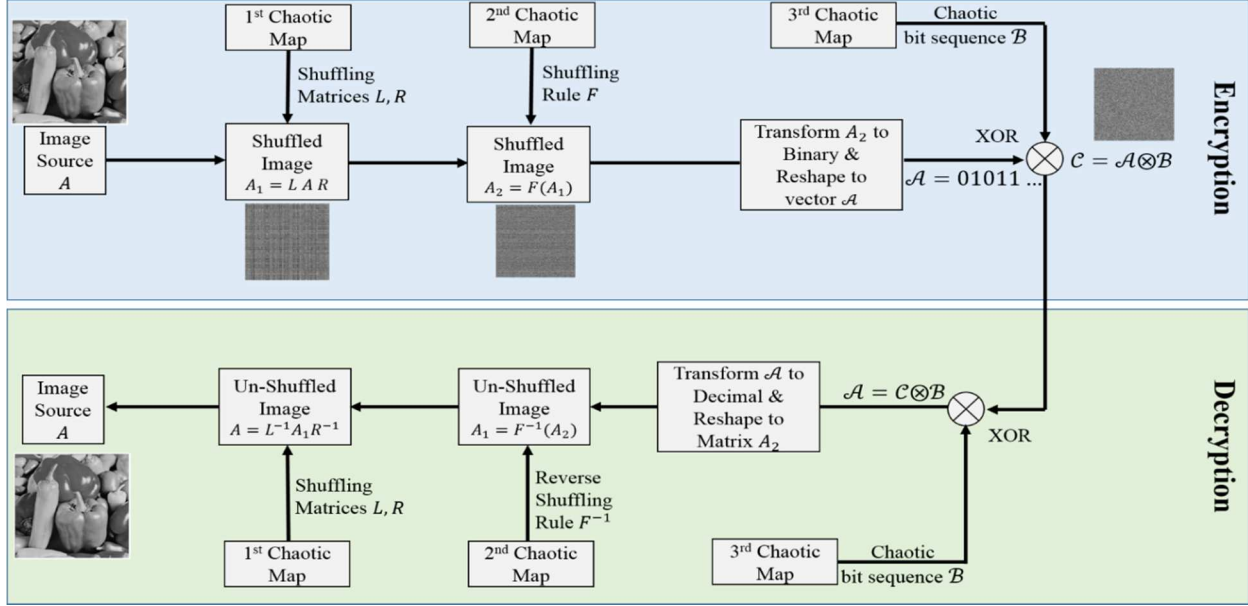 1st Chaotic
Map
2nd Chaotic
Map
3rd Chaotic
Map
Chaotic
bit sequence ℬ
Shuffling
Matrices L, R
Shuffling
Rule F
Image
Source
A
Shuffled
Image
A₁ = L A R
Shuffled
Image
A₂ = F(A₁)
Transform A₂ to
Binary &
Reshape to
vector 𝒜
XOR
𝒜 = 01011 ...
𝒞 = 𝒜⊗ℬ
Encryption
Image
Source
A
Un-Shuffled
Image
A = L⁻¹A₁R⁻¹
Un-Shuffled
Image
A₁ = F⁻¹(A₂)
Transform 𝒜 to
Decimal &
Reshape to
Matrix A₂
𝒜 = 𝒞⊗ℬ
XOR
Shuffling
Matrices L, R
Reverse
Shuffling
Rule F⁻¹
1st Chaotic
Map
2nd Chaotic
Map
3rd Chaotic
Map
Chaotic
bit sequence ℬ
Decryption